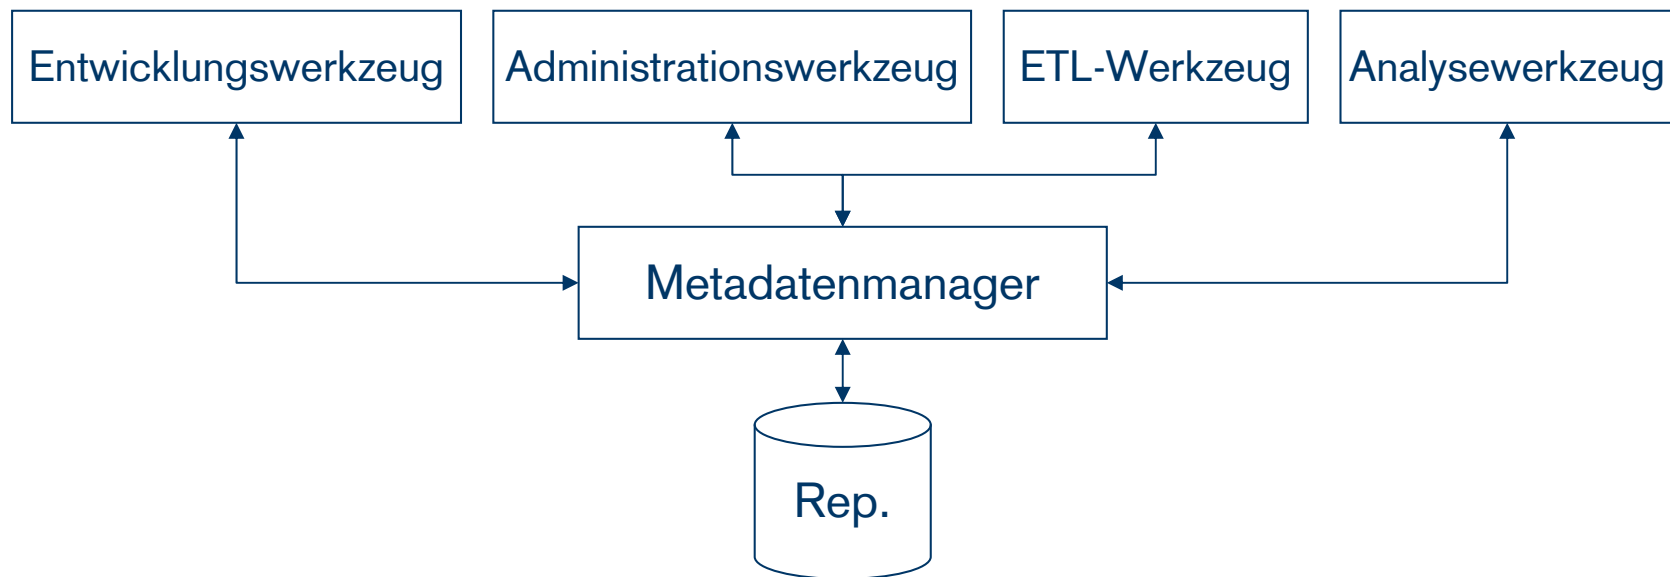 Entwicklungswerkzeug
Administrationswerkzeug
ETL-Werkzeug
Analysewerkzeug
Metadatenmanager
Rep.